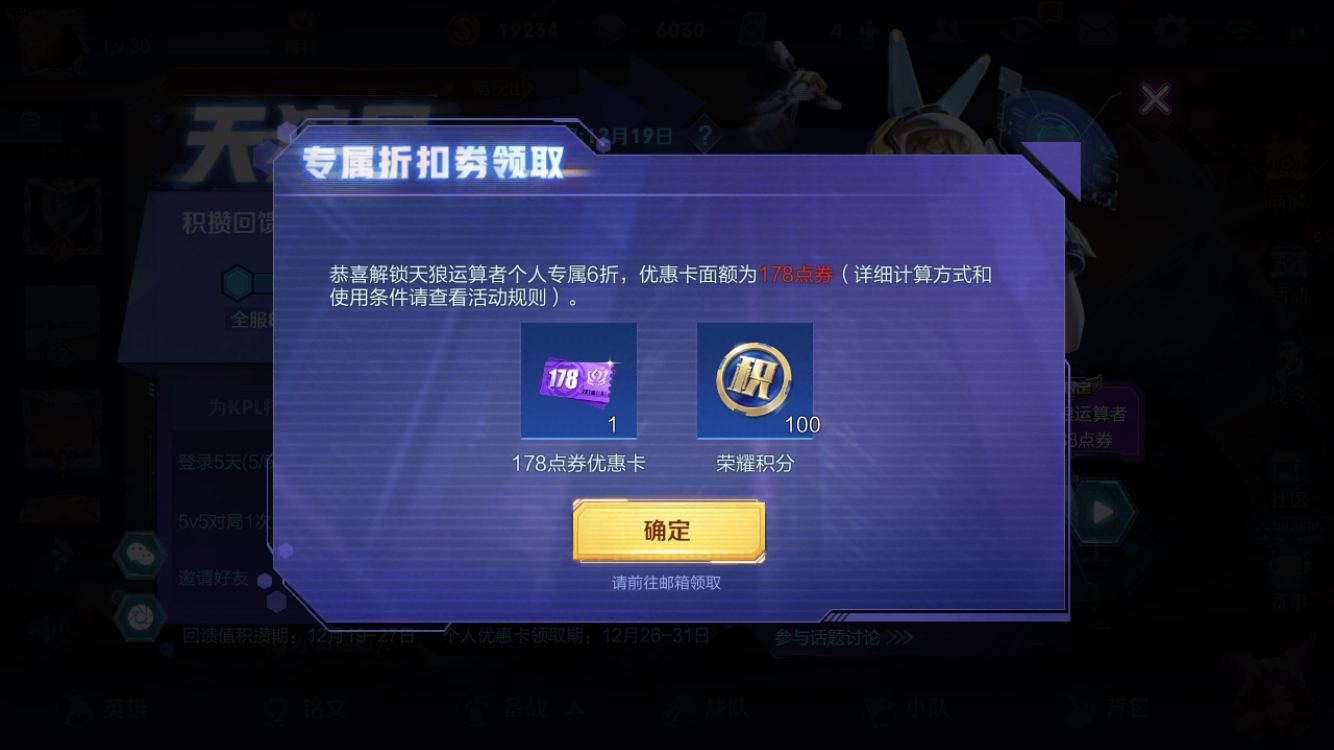 Lv.30
19234
6030
4
12月19日
?
专属折扣券领取
积攒回馈
恭喜解锁天狼运算者个人专属6折，优惠卡面额为178点券（详细计算方式和
使用条件请查看活动规则）。
全服
178
1
积
100
178点券优惠卡
荣耀积分
为KPL
运算者
8点券
登录5天(5/
5v5对局1次
确定
邀请好友
请前往邮箱领取
回馈值积攒期：12月19-27日
个人优惠卡领取期：12月26-31日
参与话题讨论
英雄
铭文
备战
战队
小队
背包